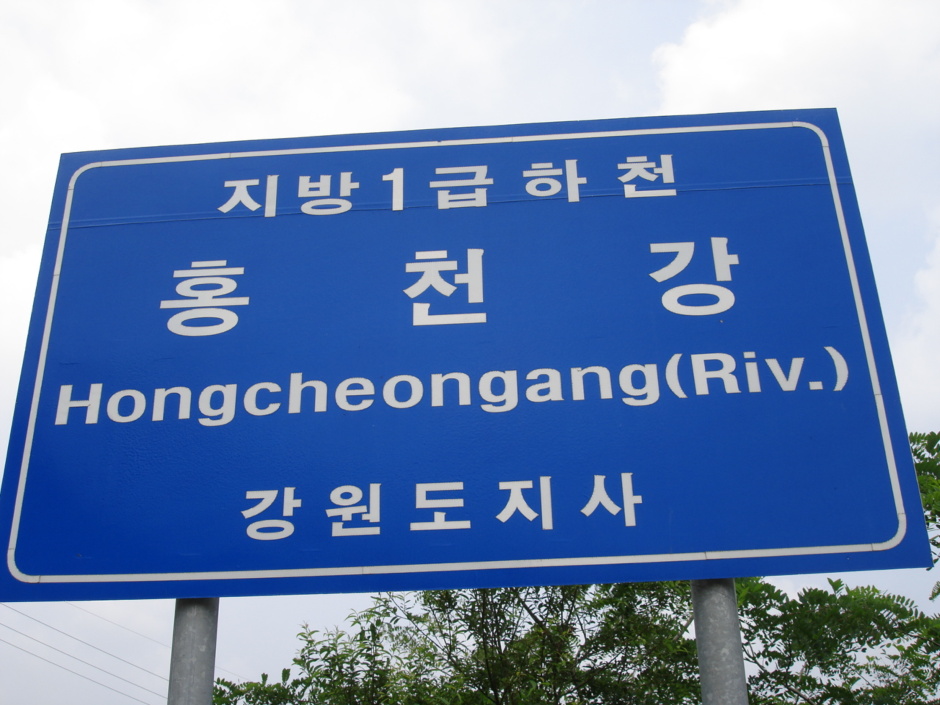 지방1급하천
홍천강
Hongcheongang(Riv.)
강원도지사